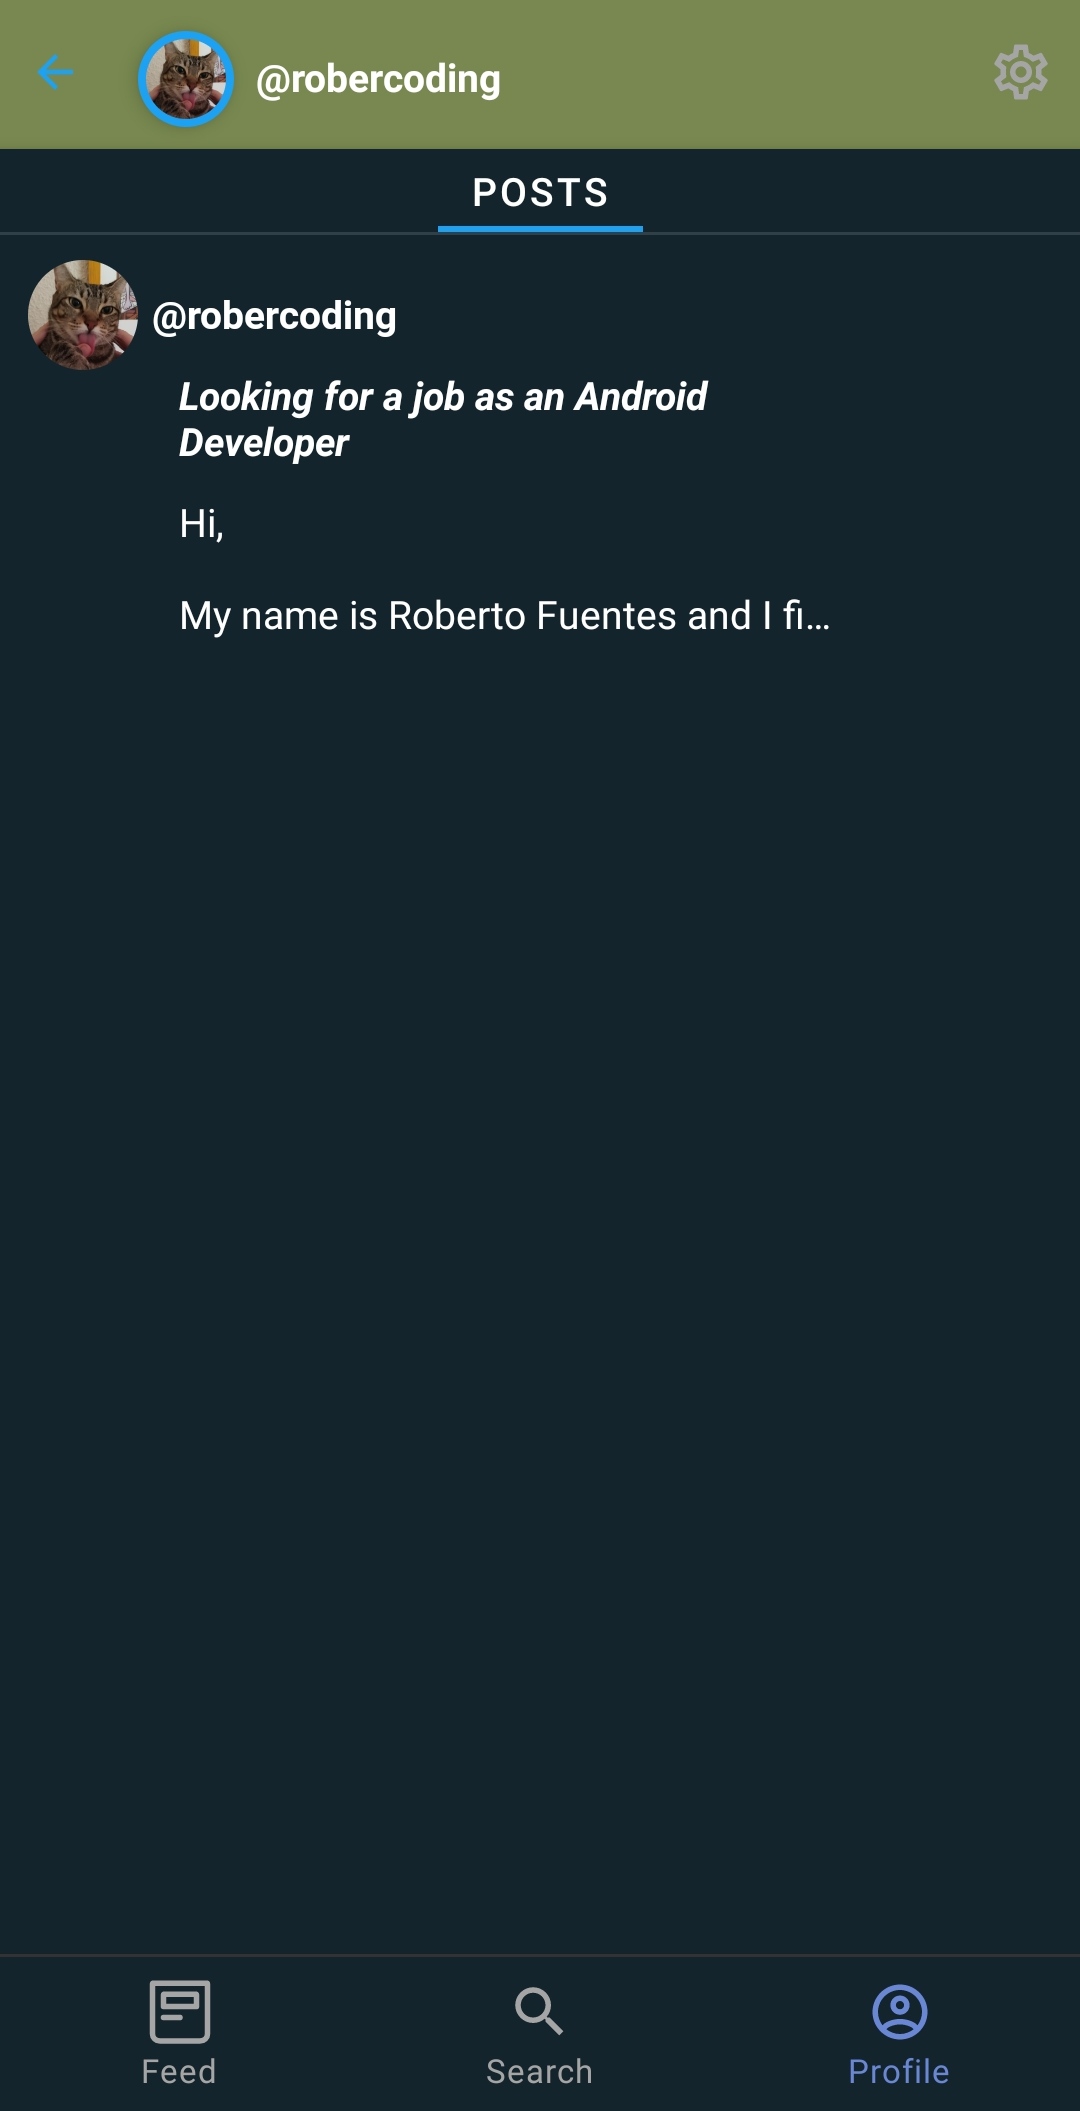 @robercoding
POSTS
@robercoding
Looking for a job as an Android
Developer
Hi,
My name is Roberto Fuentes and I fi...
Feed
Search
Profile